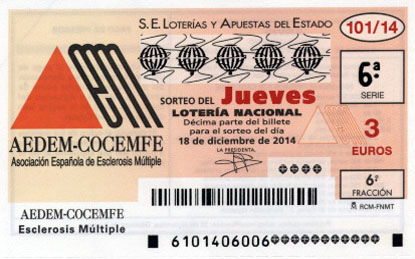 S.E. LOTERÍAS Y APUESTAS DEL ESTADO
101/14
6ª
SERIE
SORTEO DEL Jueves
LOTERÍA NACIONAL
Décima parte del billete
para el sorteo del día
18 de diciembre de 2014
LA PRESIDENTA,
3
EUROS
AEDEM-COCEMFE
Asociación Española de Esclerosis Múltiple
6ª
FRACCIÓN
RCM-FNMT
AEDEM-COCEMFE
Esclerosis Múltiple
6101406006